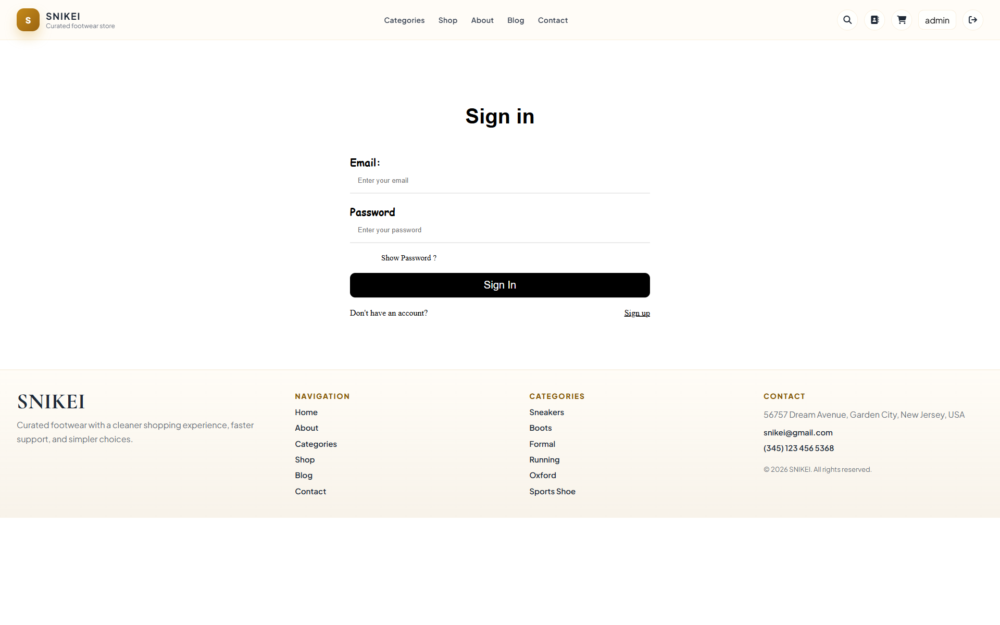 S
SNIKEI
Curated footwear store
Categories
Shop
About
Blog
Contact
admin
Sign in
Email:
Enter your email
Password
Enter your password
Show Password ?
Sign In
Don't have an account?
Sign up
SNIKEI
Curated footwear with a cleaner shopping experience, faster
support, and simpler choices.
NAVIGATION
Home
About
Categories
Shop
Blog
Contact
CATEGORIES
Sneakers
Boots
Formal
Running
Oxford
Sports Shoe
CONTACT
56757 Dream Avenue, Garden City, New Jersey, USA
snikei@gmail.com
(345) 123 456 5368
© 2026 SNIKEI. All rights reserved.